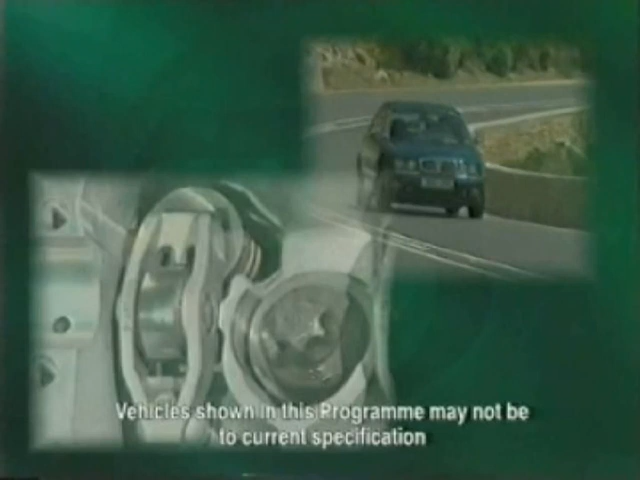 Vehicles shown in this Programme may not be
to current specification